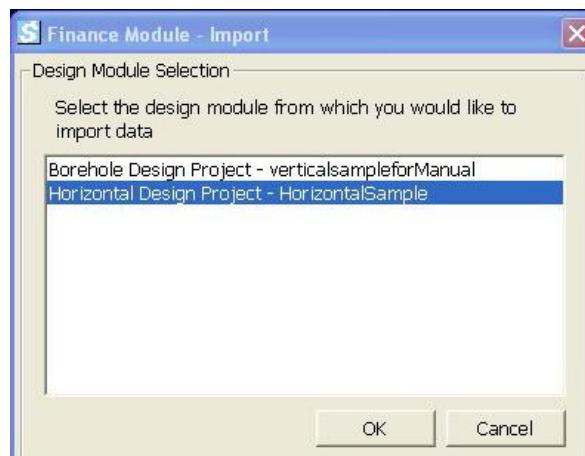 Finance Module - Import
Design Module Selection
Select the design module from which you would like to
import data
Borehole Design Project - verticalsampleforManual
Horizontal Design Project - HorizontalSample
OK
Cancel